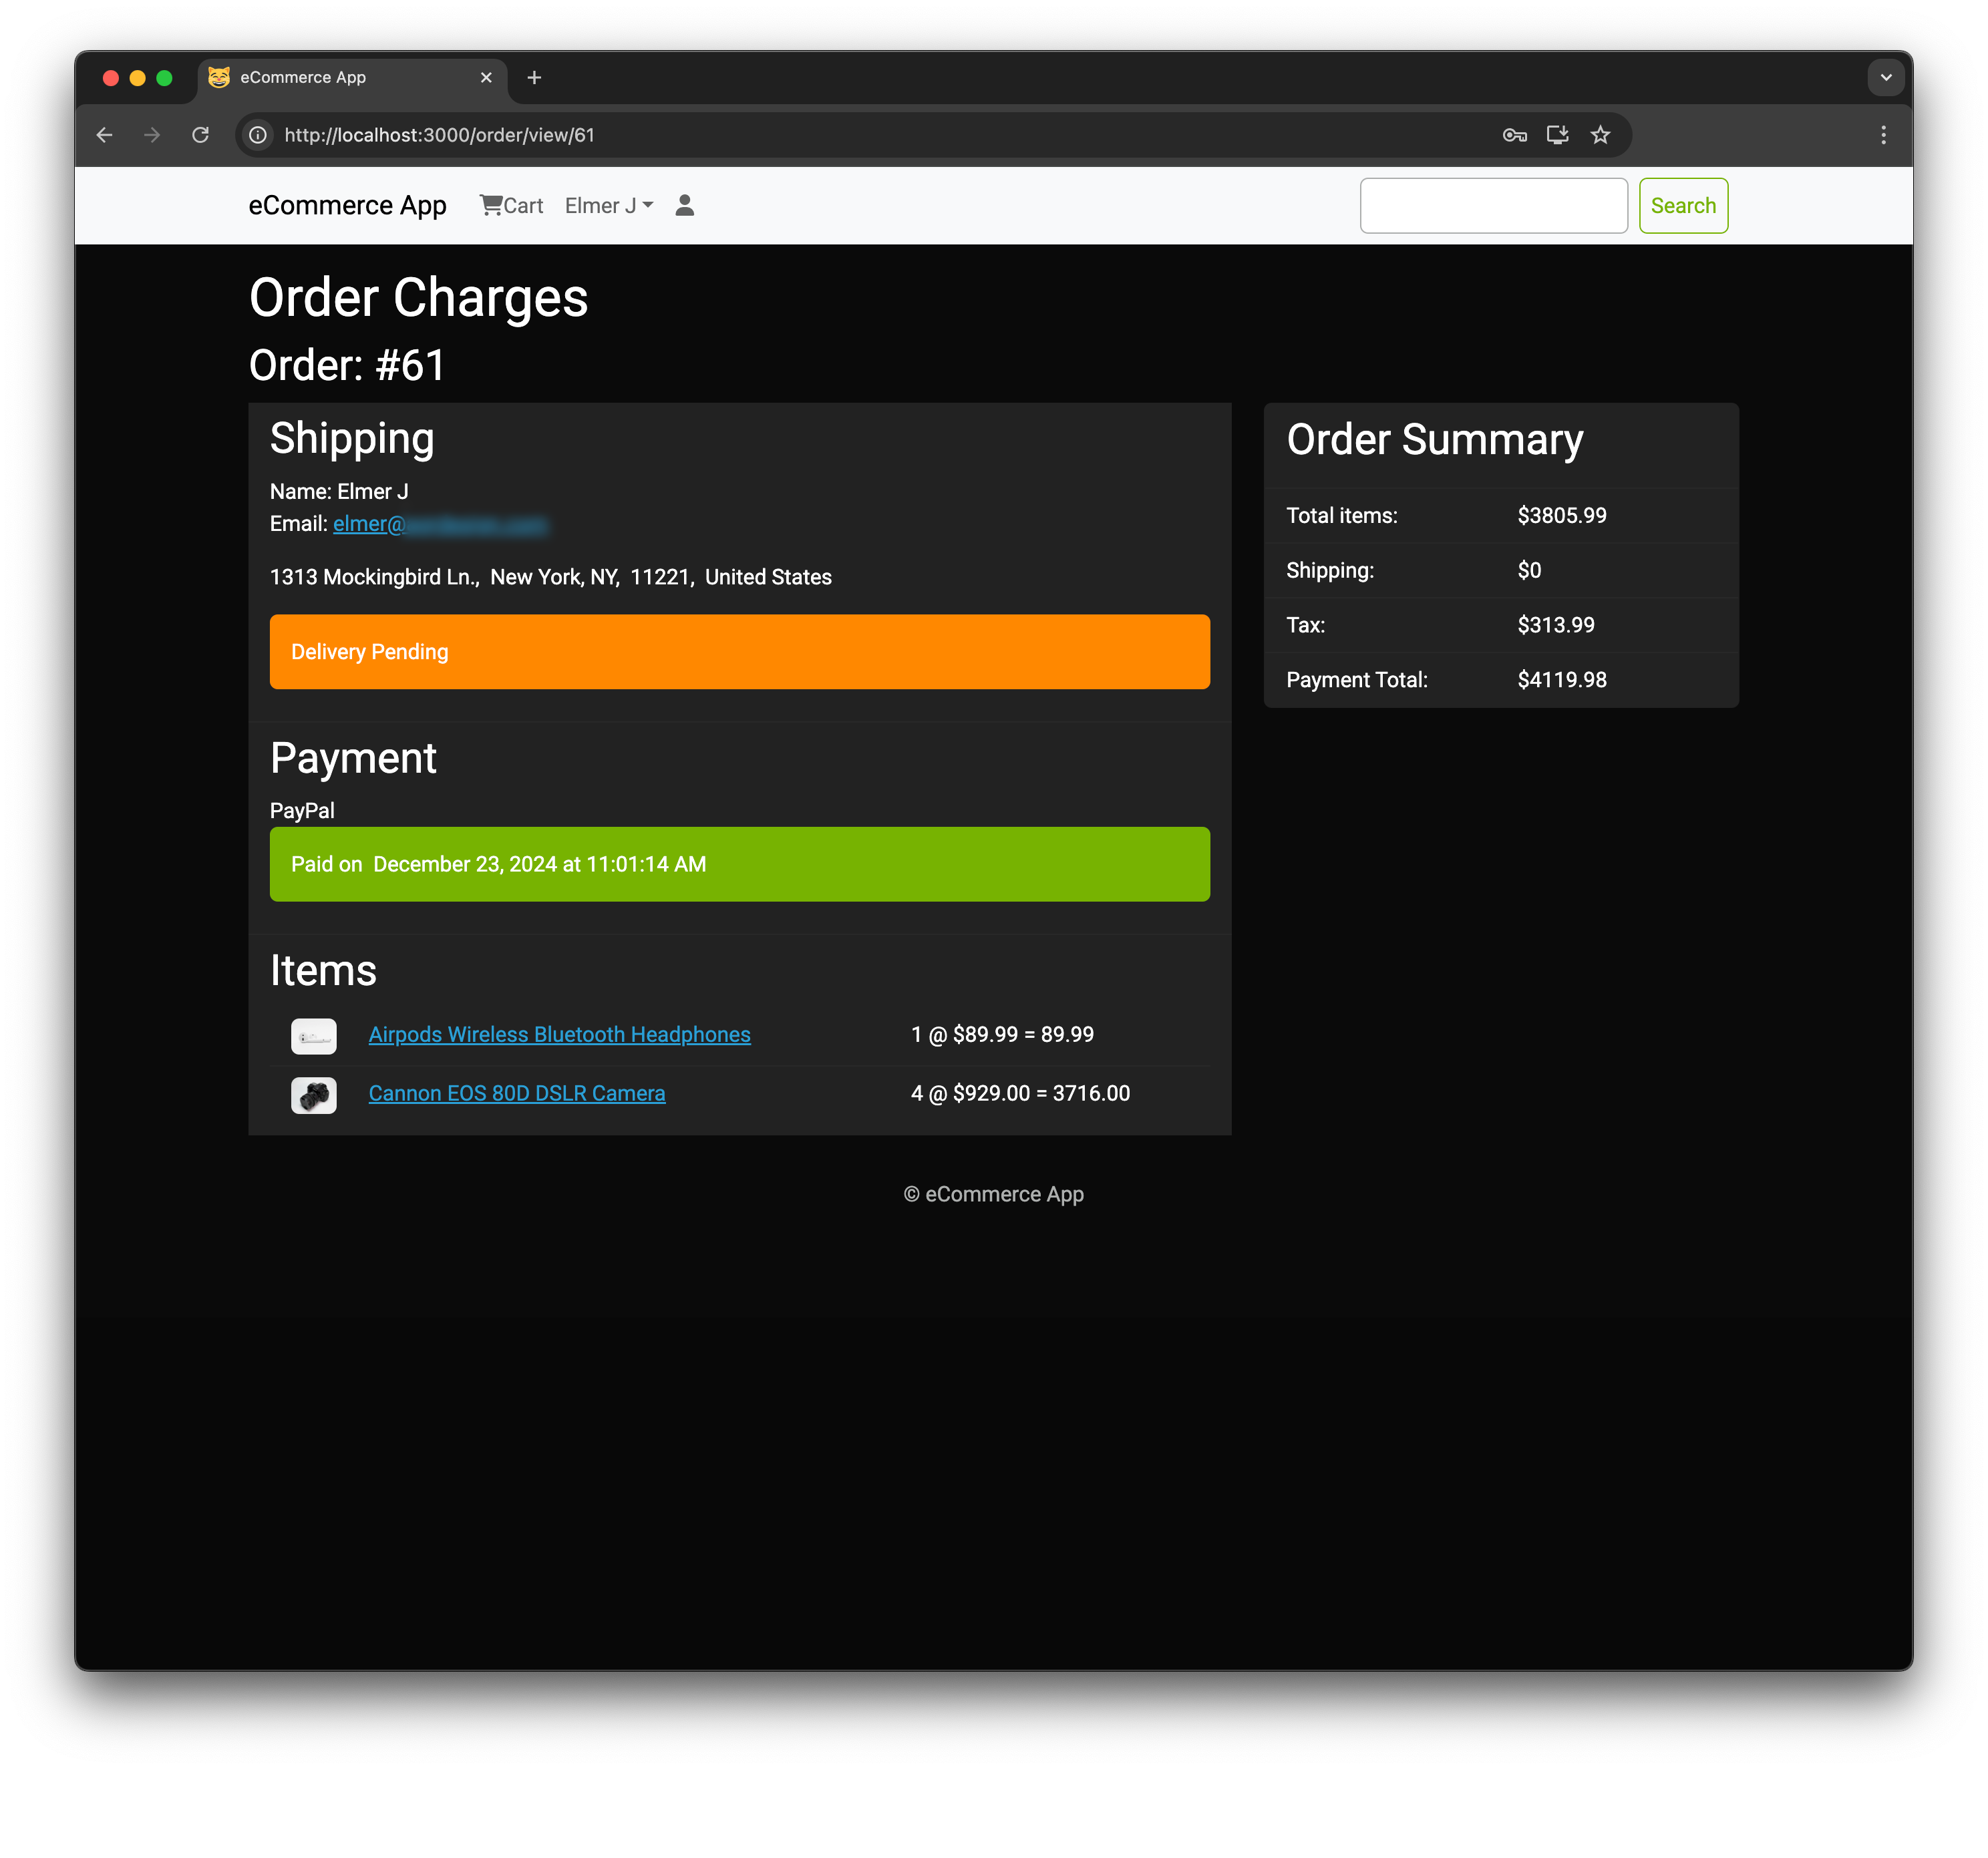 eCommerce App
http://localhost:3000/order/view/61
eCommerce App Cart Elmer J Search
Order Charges
Order: #61
Shipping
Name: Elmer J
Email: elmer@
1313 Mockingbird Ln., New York, NY, 11221, United States
Delivery Pending
Payment
PayPal
Paid on December 23, 2024 at 11:01:14 AM
Items
Airpods Wireless Bluetooth Headphones 1 @ $89.99 = 89.99
Cannon EOS 80D DSLR Camera 4 @ $929.00 = 3716.00
Order Summary
Total items: $3805.99
Shipping: $0
Tax: $313.99
Payment Total: $4119.98
© eCommerce App